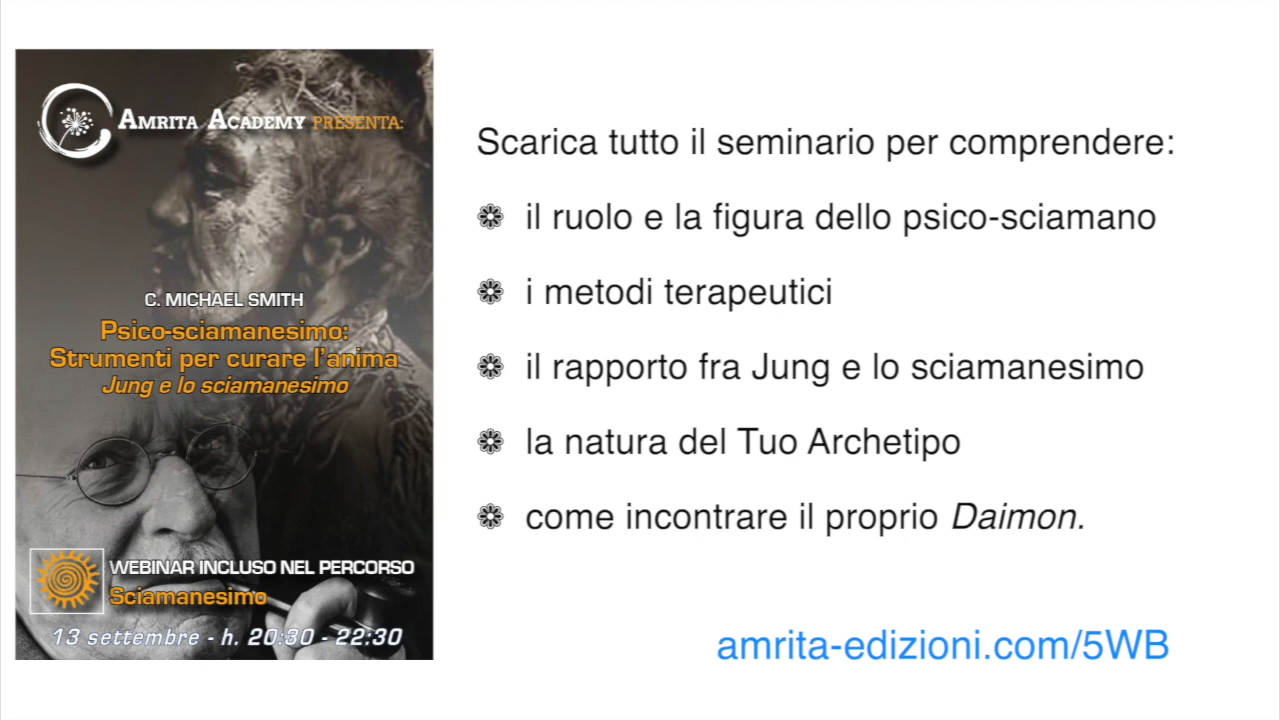 AMRITA ACADEMY PRESENTA:
C. MICHAEL SMITH
Psico-sciamanesimo:
Strumenti per curare l'anima
Jung e lo sciamanesimo
WEBINAR INCLUSO NEL PERCORSO
Sciamanesimo
13 settembre - h. 20:30 - 22:30
Scarica tutto il seminario per comprendere:
il ruolo e la figura dello psico-sciamano
i metodi terapeutici
il rapporto fra Jung e lo sciamanesimo
la natura del Tuo Archetipo
come incontrare il proprio Daimon.
amrita-edizioni.com/5WB